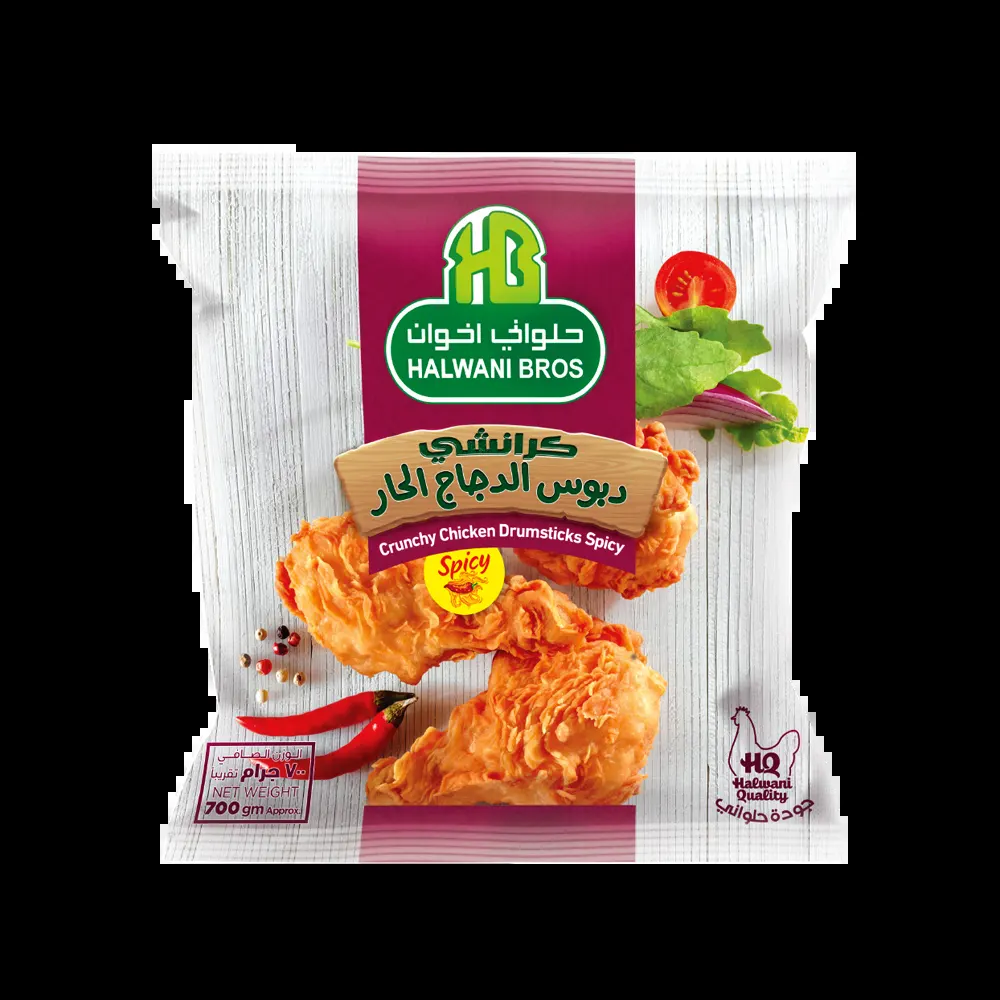 HB
حلواني اخوان
HALWANI BROS
كرانشي
دبوس الدجاج الحار
Crunchy Chicken Drumsticks Spicy
Spicy
الوزن الصافي
٧٠٠ جرام تقريباً
NET WEIGHT
700 gm Approx.
HQ
Halwani
Quality
جودة حلواني